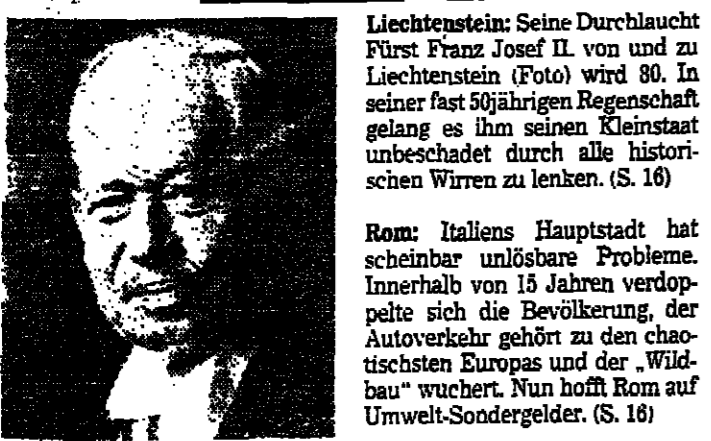 Liechtenstein: Seine Durchlaucht
Fürst Franz Josef II. von und zu
Liechtenstein (Foto) wird 80. In
seiner fast 50jährigen Regenschaft
gelang es ihm seinen Kleinstaat
unbeschadet durch alle histori-
schen Wirren zu lenken. (S. 16)
Rom: Italiens Hauptstadt hat
scheinbar unlösbare Probleme.
Innerhalb von 15 Jahren verdop-
pelte sich die Bevölkerung, der
Autoverkehr gehört zu den chao-
tischsten Europas und der „Wild-
bau“ wuchert. Nun hofft Rom auf
Umwelt-Sondergelder. (S. 16)